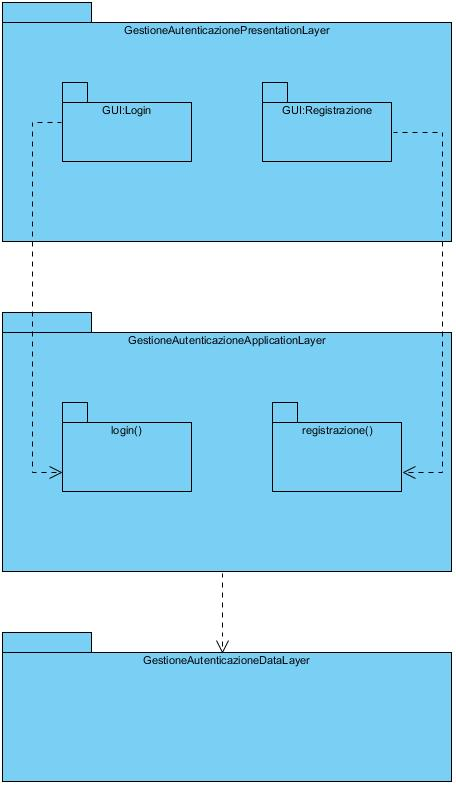 GestioneAutenticazionePresentationLayer
GUI:Login
GUI:Registrazione
GestioneAutenticazioneApplicationLayer
login()
registrazione()
GestioneAutenticazioneDataLayer